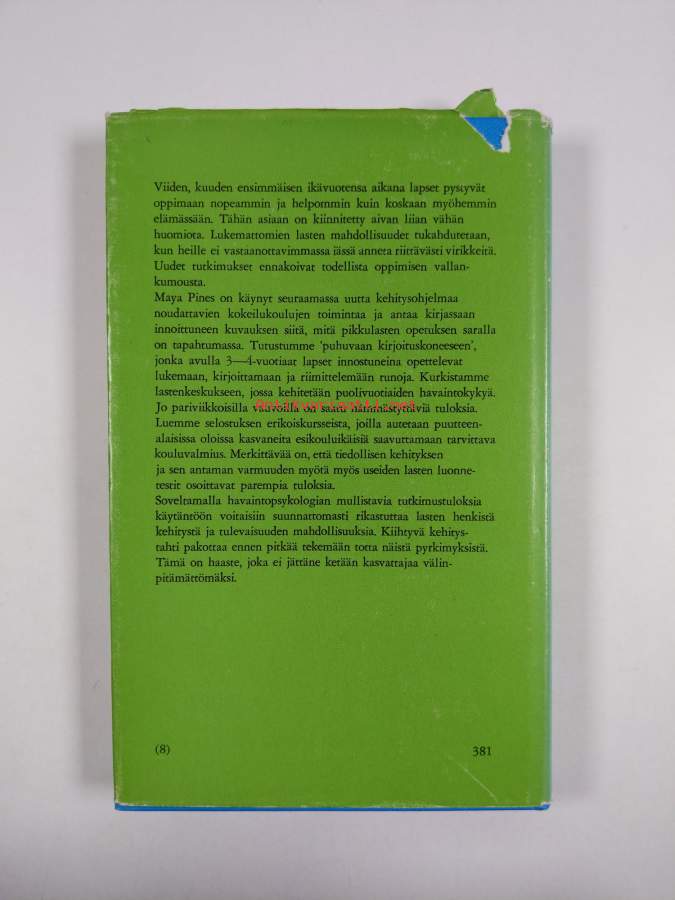 Viiden, kuuden ensimmäisen ikävuotensa aikana lapset pystyvät
oppimaan nopeammin ja helpommin kuin koskaan myöhemmin
elämässään. Tähän asiaan on kiinnitetty aivan liian vähän
huomiota. Lukemattomien lasten mahdollisuudet tukahdutetaan,
kun heille ei vastaanottavimmassa iässä anneta riittävästi virikkeitä.
Uudet tutkimukset ennakoivat todellista oppimisen vallan-
kumousta.
Maya Pines on käynyt seuraamassa uutta kehitysohjelmaa
noudattavien kokeilukoulujen toimintaa ja antaa kirjassaan
innoittuneen kuvauksen siitä, mitä pikkulasten opetuksen saralla
on tapahtumassa. Tutustumme 'puhuvaan kirjoituskoneeseen',
jonka avulla 3—4-vuotiaat lapset innostuneina opettelevat
lukemaan, kirjoittamaan ja riimittelemään runoja. Kurkistamme
lastenkeskukseen, jossa kehitetään puolivuotiaiden havaintokykyä.
Antikvariaatti.net
Jo pariviikkoisilla vauvoilla on saatu hämmästyttäviä tuloksia.
Luemme selostuksen erikoiskursseista, joilla autetaan puutteen-
alaisissa oloissa kasvaneita esikouluikäisiä saavuttamaan tarvittava
kouluvalmius. Merkittävää on, että tiedollisen kehityksen
ja sen antaman varmuuden myötä myös useiden lasten luonne-
testit osoittavat parempia tuloksia.
Soveltamalla havaintopsykologian mullistavia tutkimustuloksia
käytäntöön voitaisiin suunnattomasti rikastuttaa lasten henkistä
kehitystä ja tulevaisuuden mahdollisuuksia. Kiihtyvä kehitys-
tahti pakottaa ennen pitkää tekemään totta näistä pyrkimyksistä.
Tämä on haaste, joka ei jättäne ketään kasvattajaa välin-
pitämättömäksi.
(8) 381